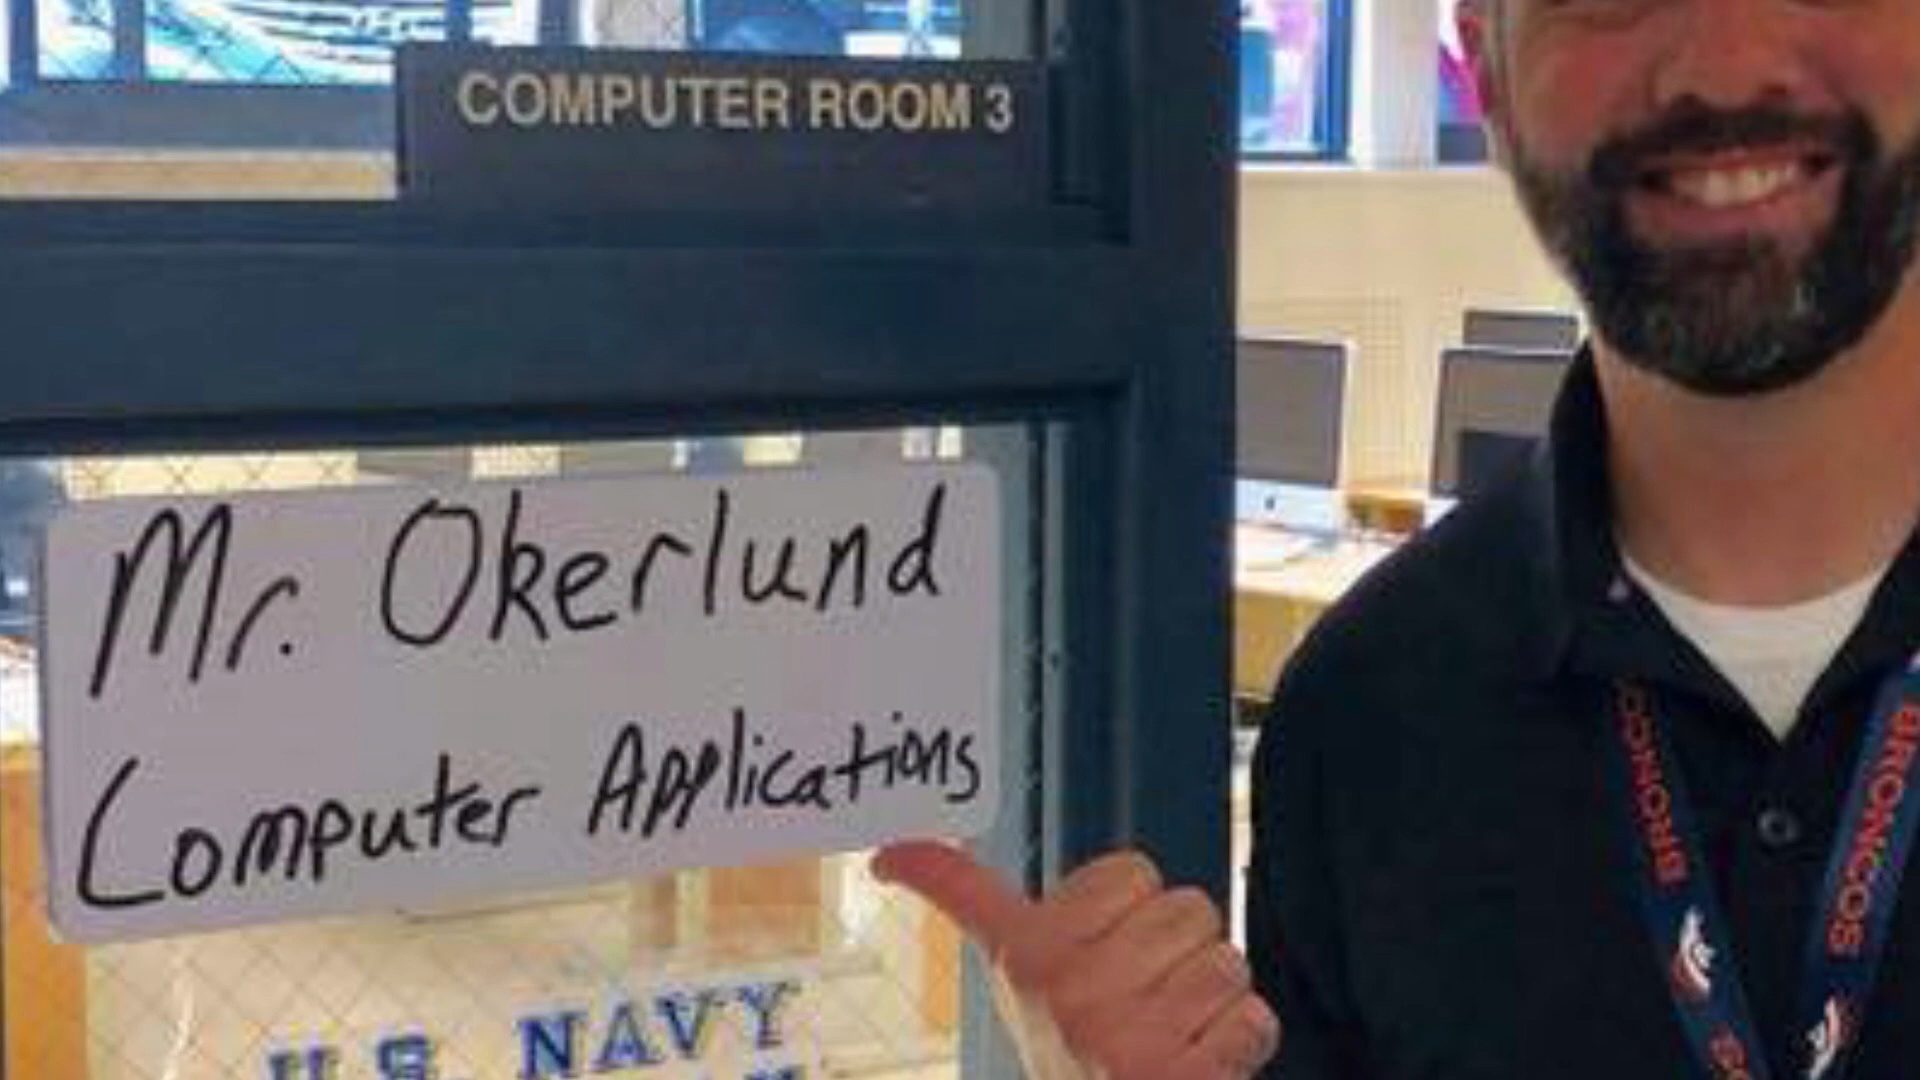 COMPUTER ROOM 3
Mr. Okerlund
Computer Applications
U.S. NAVY
BRONCOS
BRONCOS